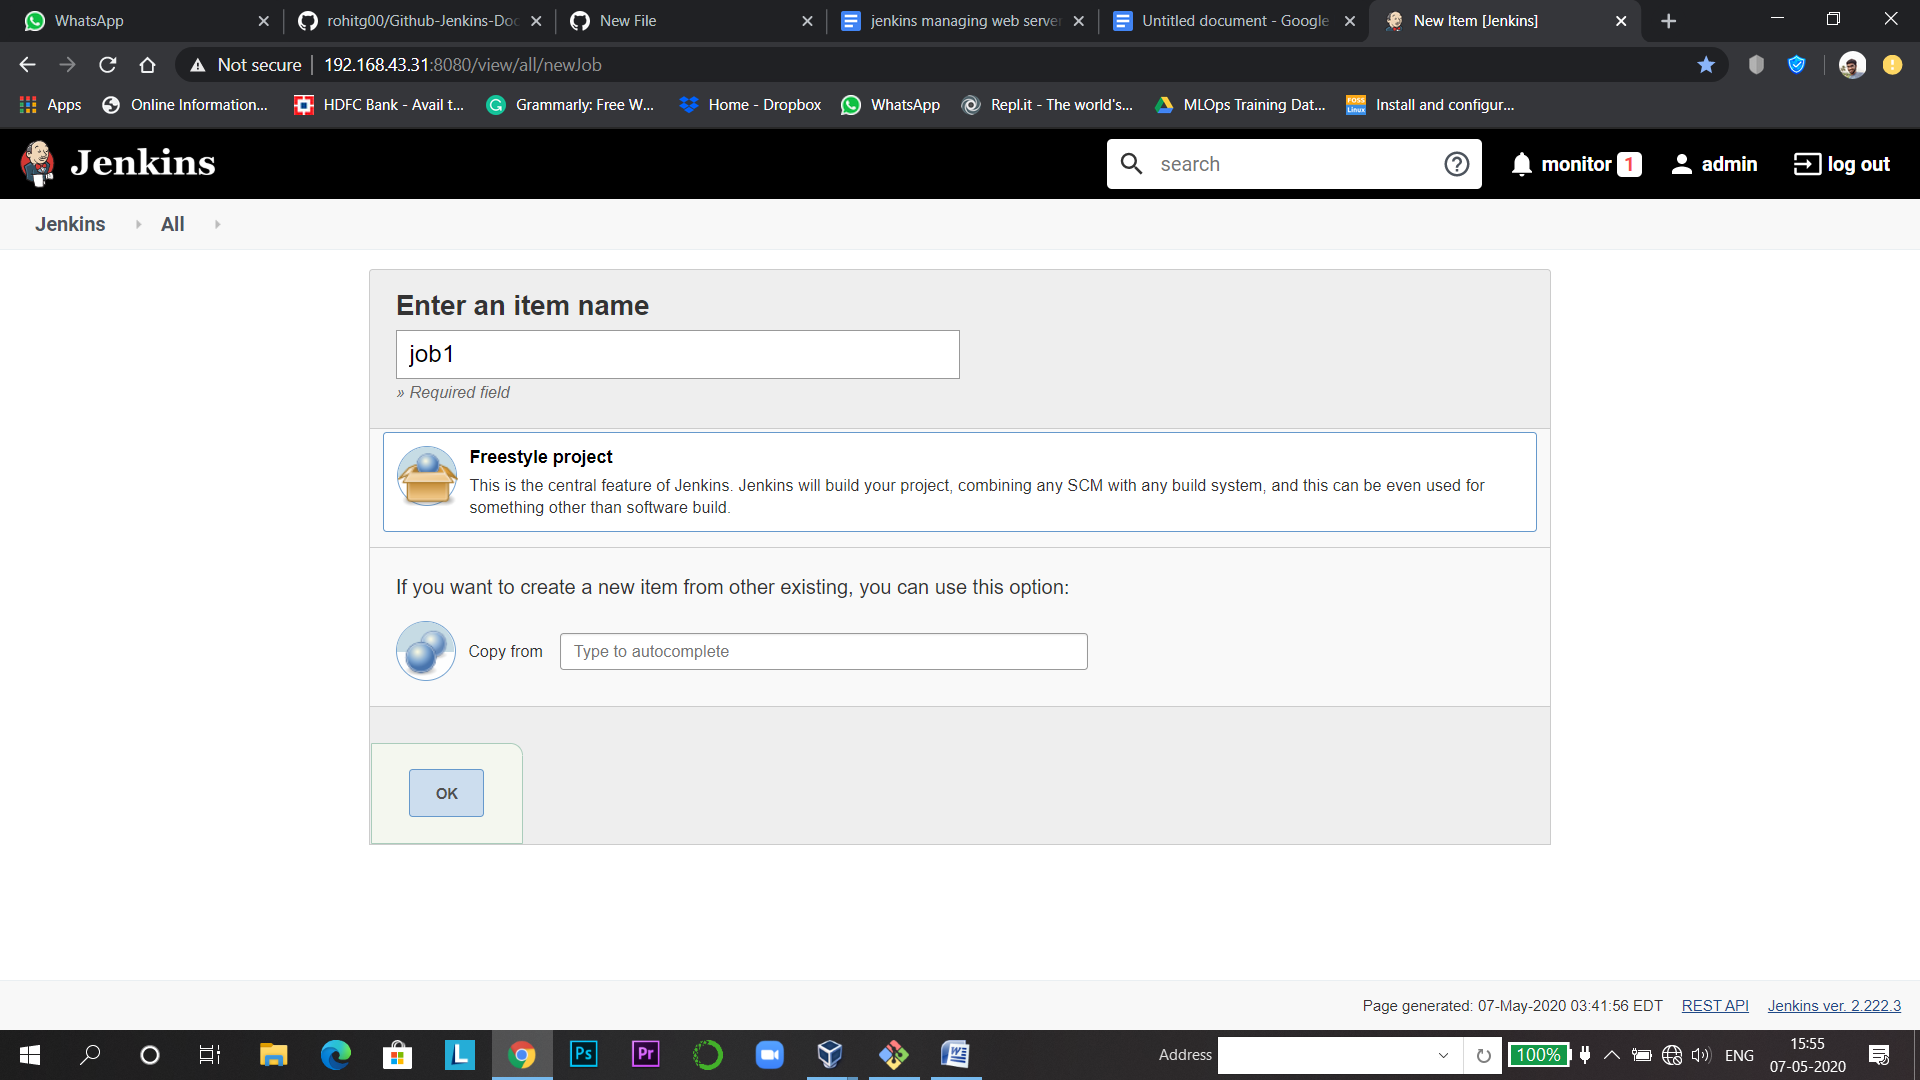 WhatsApp
rohitg00/Github-Jenkins-Doc
New File
jenkins managing web server
Untitled document - Google
New Item [Jenkins]
Not secure
192.168.43.31:8080/view/all/newJob
Apps
Online Information...
HDFC Bank - Avail t...
Grammarly: Free W...
Home - Dropbox
WhatsApp
Repl.it - The world's...
MLOps Training Dat...
FOSS
Linux
Install and configur...
Jenkins
search
monitor 1
admin
log out
Jenkins
All
Enter an item name
job1
» Required field
Freestyle project
This is the central feature of Jenkins. Jenkins will build your project, combining any SCM with any build system, and this can be even used for
something other than software build.
If you want to create a new item from other existing, you can use this option:
Copy from
Type to autocomplete
OK
Page generated: 07-May-2020 03:41:56 EDT
REST API
Jenkins ver. 2.222.3
L
Ps
Pr
Address
100%
ENG
15:55
07-05-2020